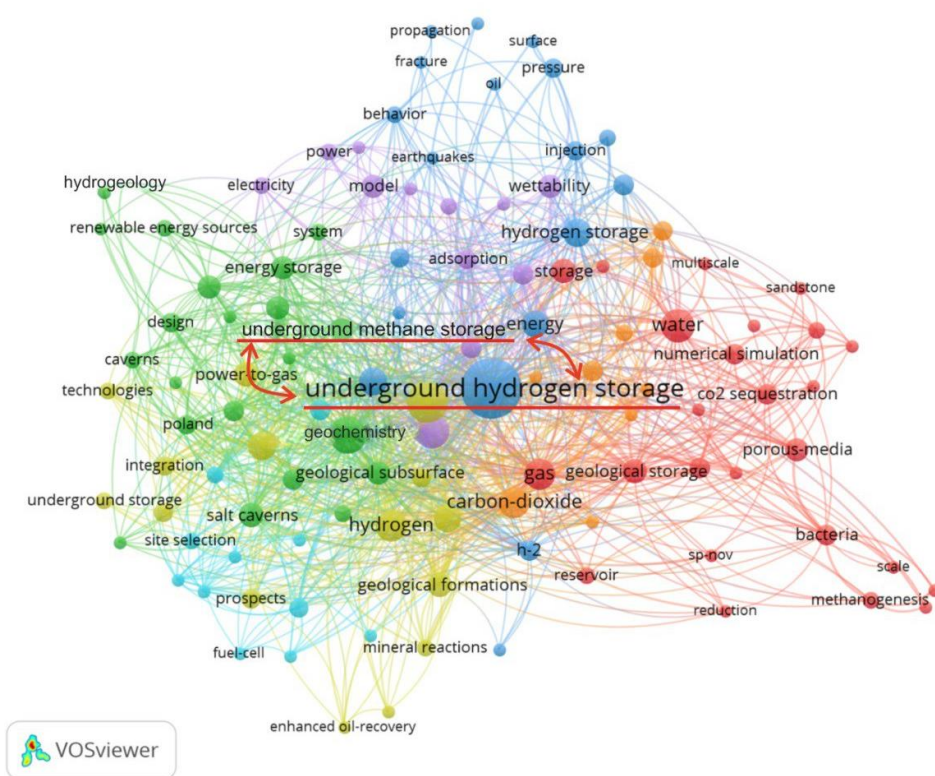 propagation
surface
fracture
pressure
oil
behavior
power
earthquakes
injection
hydrogeology
electricity
model
wettability
renewable energy sources
system
hydrogen storage
energy storage
adsorption
storage
multiscale
sandstone
design
underground methane storage
energy
water
caverns
numerical simulation
technologies
power-to-gas
underground hydrogen storage
co2 sequestration
poland
geochemistry
integration
geological subsurface
gas
geological storage
porous-media
underground storage
salt caverns
hydrogen
carbon-dioxide
site selection
h-2
bacteria
sp-nov
scale
prospects
geological formations
reservoir
methanogenesis
reduction
fuel-cell
mineral reactions
enhanced oil-recovery
VOSviewer